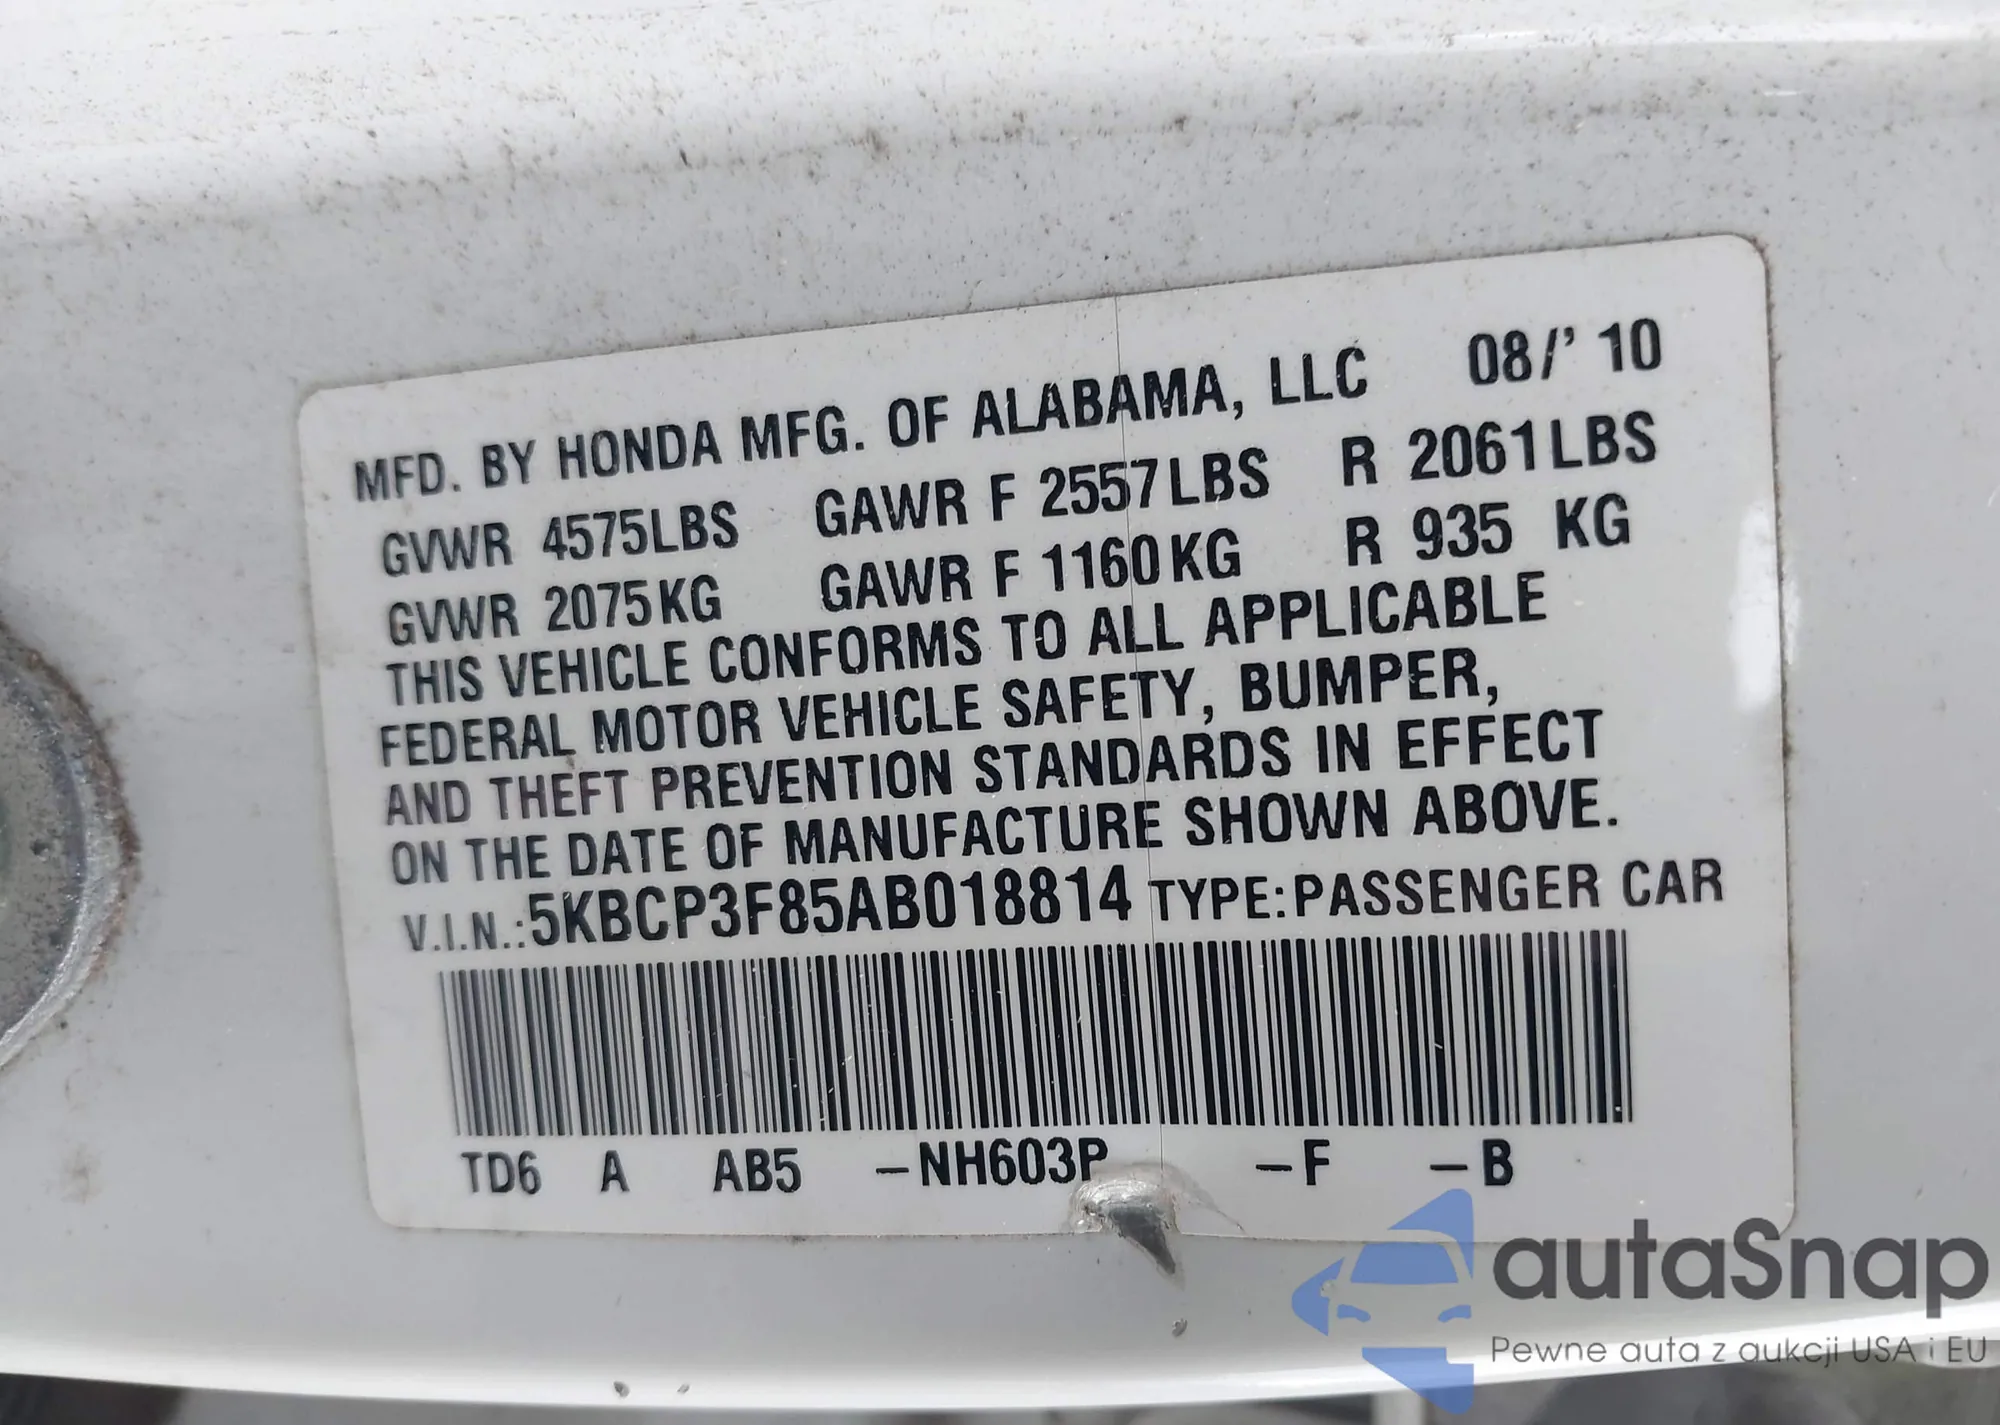 MFD. BY HONDA MFG. OF ALABAMA, LLC 08/' 10
GVWR 4575LBS GAWR F 2557LBS R 2061LBS
GVWR 2075KG GAWR F 1160KG R 935 KG
THIS VEHICLE CONFORMS TO ALL APPLICABLE
FEDERAL MOTOR VEHICLE SAFETY, BUMPER,
AND THEFT PREVENTION STANDARDS IN EFFECT
ON THE DATE OF MANUFACTURE SHOWN ABOVE.
V.I.N.:5KBCP3F85AB018814 TYPE:PASSENGER CAR
TD6 A AB5 -NH603P -F -B
autaSnap
Pewne auta z aukcji USA i EU